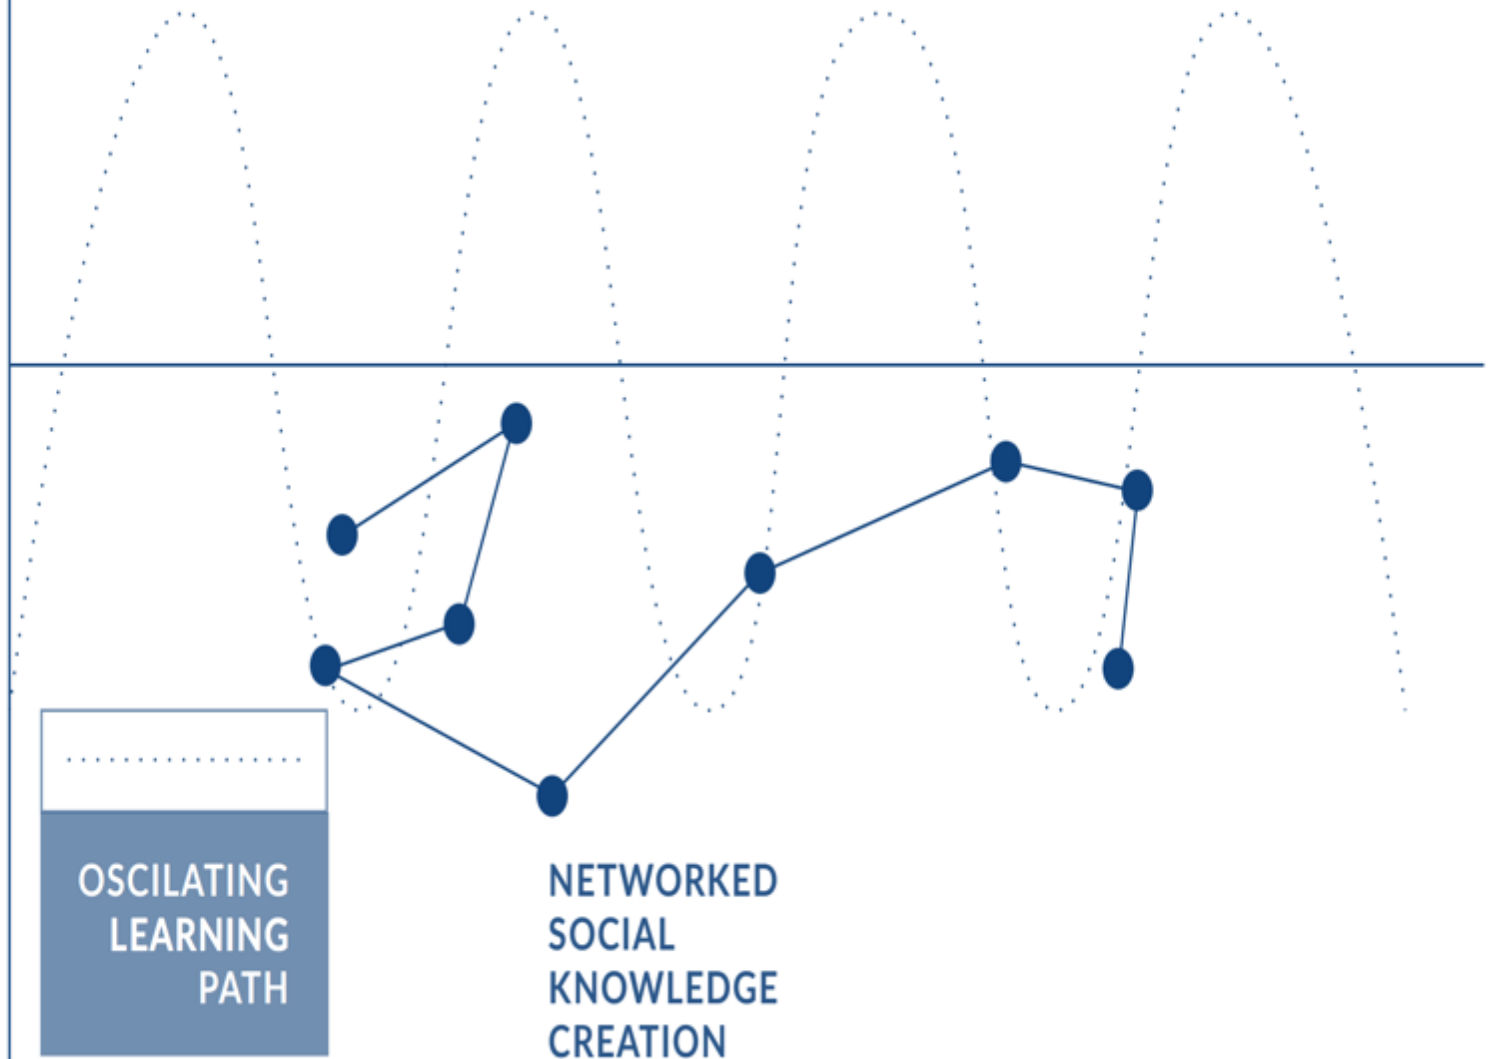 OSCILATING
LEARNING
PATH
NETWORKED
SOCIAL
KNOWLEDGE
CREATION